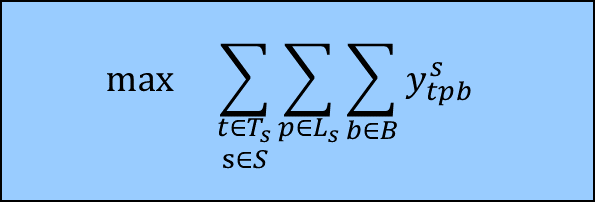 max ∑ ∑ ∑ y^s_{tpb}
t∈T_s p∈L_s b∈B
s∈S